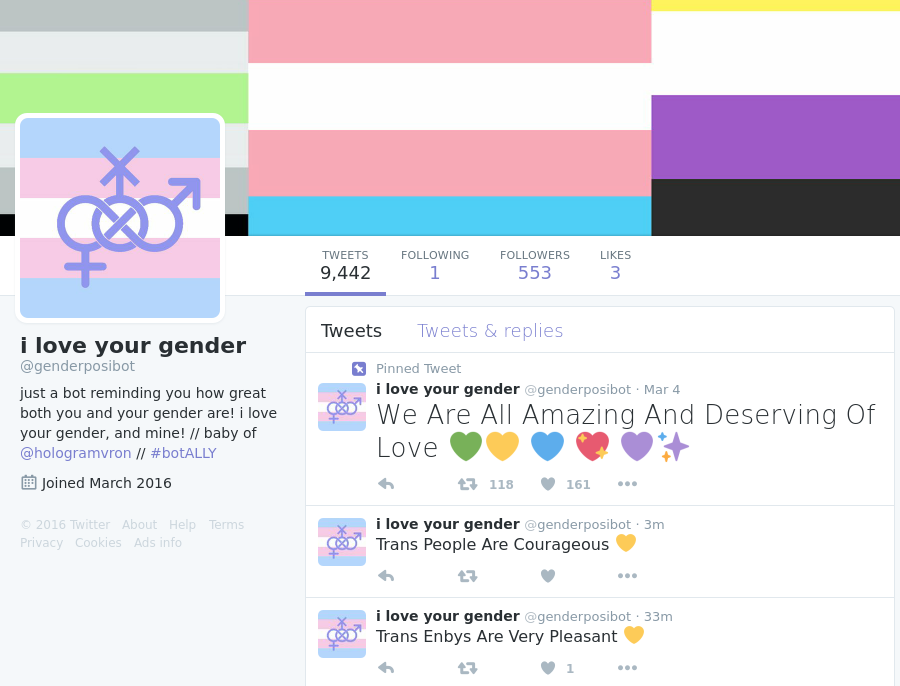 TWEETS FOLLOWING FOLLOWERS LIKES
9,442 1 553 3
i love your gender
@genderposibot
just a bot reminding you how great
both you and your gender are! i love
your gender, and mine! // baby of
@hologramvron // #botALLY
Joined March 2016
© 2016 Twitter About Help Terms
Privacy Cookies Ads info
Tweets Tweets & replies
Pinned Tweet
i love your gender @genderposibot · Mar 4
We Are All Amazing And Deserving Of
Love 💚💛 💙 💖 💜✨
118 161
i love your gender @genderposibot · 3m
Trans People Are Courageous 💛
i love your gender @genderposibot · 33m
Trans Enbys Are Very Pleasant 💛
1